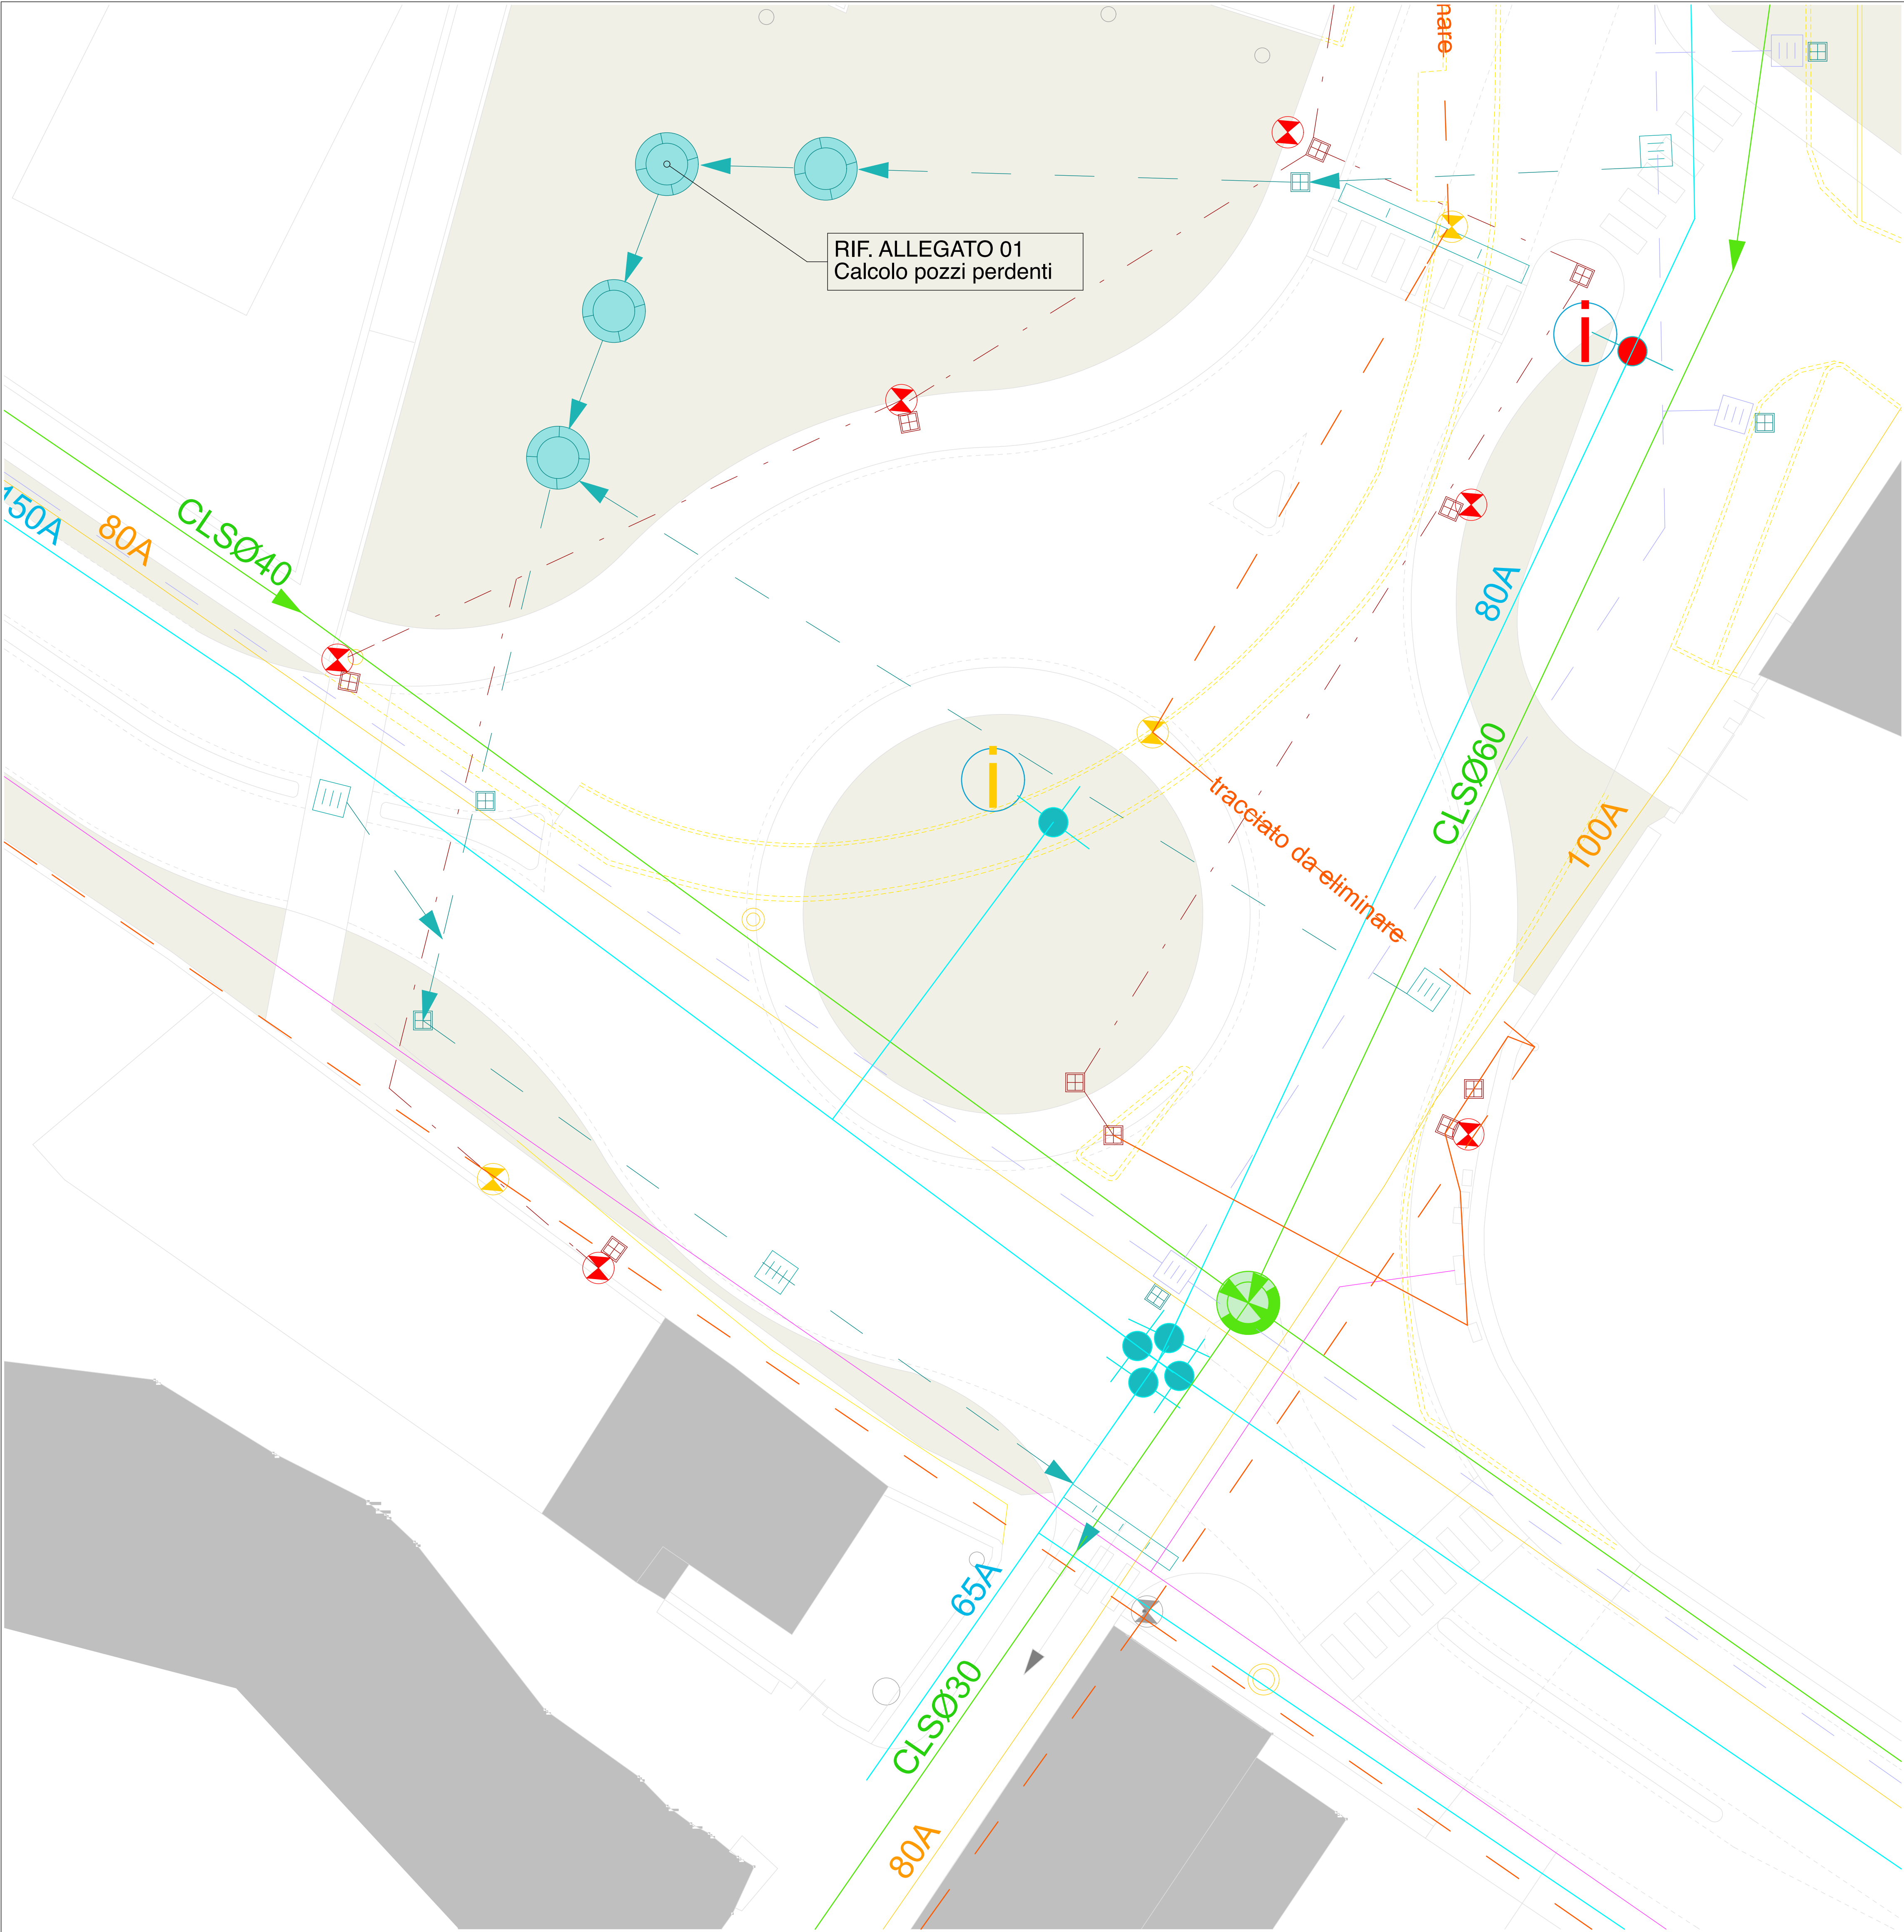 nare
RIF. ALLEGATO 01
Calcolo pozzi perdenti
150A
80A
CLSØ40
80A
CLSØ60
100A
tracciato da eliminare
65A
CLSØ30
80A
i
i